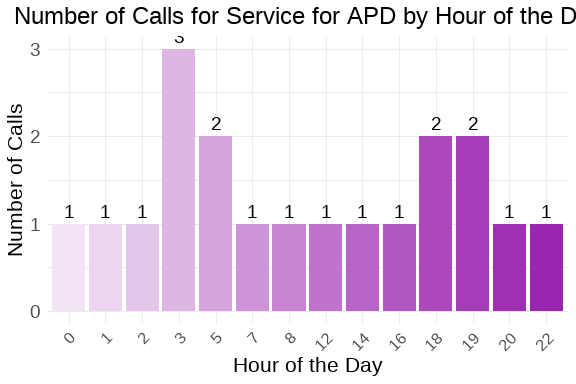 Number of Calls for Service for APD by Hour of the D
3
3
2
2 2 2
1
1 1 1 1 1 1 1 1 1 1
0
0 1 2 3 5 7 8 12 14 16 18 19 20 22
Number of Calls
Hour of the Day